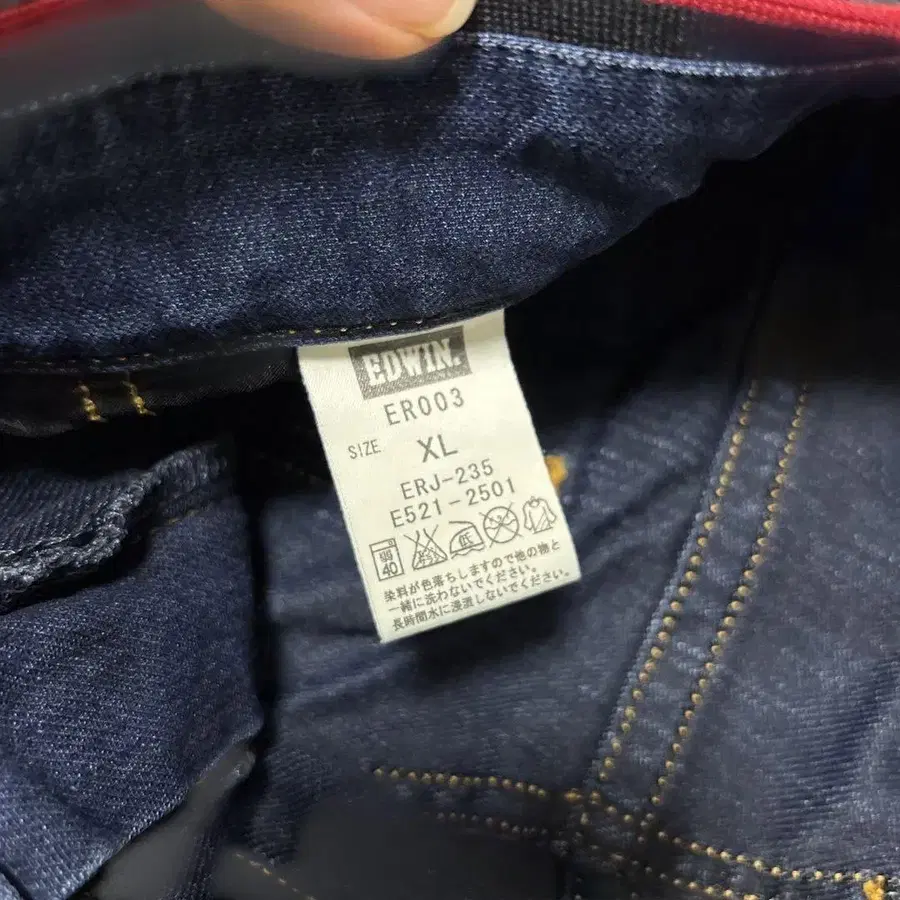 EDWIN.
ER003
SIZE XL
ERJ-235
E521-2501
弱 40 低
染料が色落ちしますので他の物と
一緒に洗わないでください。
長時間水に浸漬しないでください。